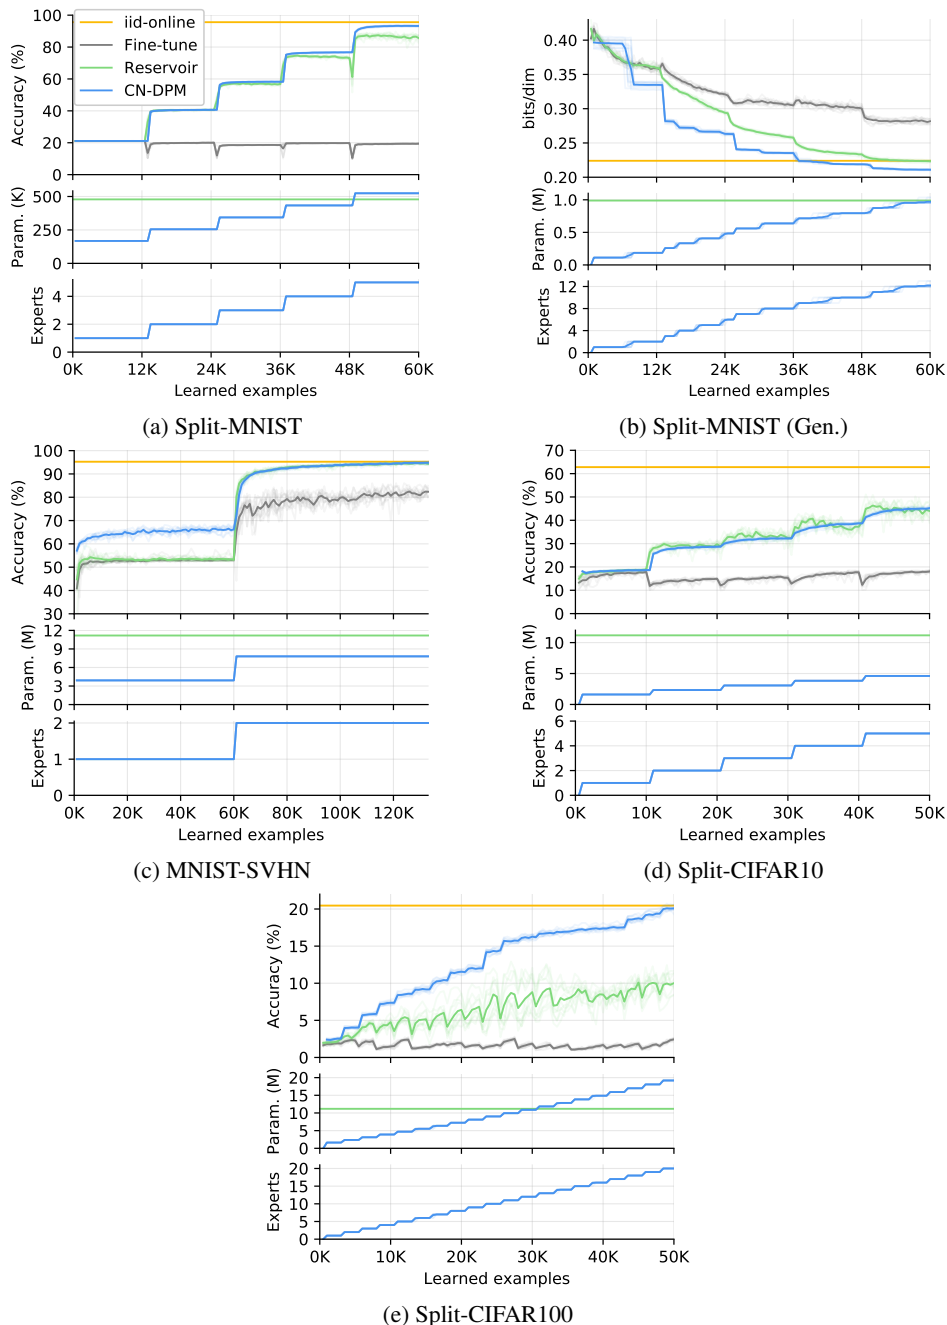 100
80
60
40
20
0
Accuracy (%)
iid-online
Fine-tune
Reservoir
CN-DPM
500
250
0
Param. (K)
4
2
0
Experts
0K 12K 24K 36K 48K 60K
Learned examples
(a) Split-MNIST
0.40
0.35
0.30
0.25
0.20
bits/dim
1.0
0.5
0.0
Param. (M)
12
8
4
0
Experts
0K 12K 24K 36K 48K 60K
Learned examples
(b) Split-MNIST (Gen.)
100
90
80
70
60
50
40
30
Accuracy (%)
12
9
6
3
0
Param. (M)
2
1
0
Experts
0K 20K 40K 60K 80K 100K 120K
Learned examples
(c) MNIST-SVHN
70
60
50
40
30
20
10
0
Accuracy (%)
10
5
0
Param. (M)
6
4
2
0
Experts
0K 10K 20K 30K 40K 50K
Learned examples
(d) Split-CIFAR10
20
15
10
5
0
Accuracy (%)
20
15
10
5
0
Param. (M)
20
15
10
5
0
Experts
0K 10K 20K 30K 40K 50K
Learned examples
(e) Split-CIFAR100